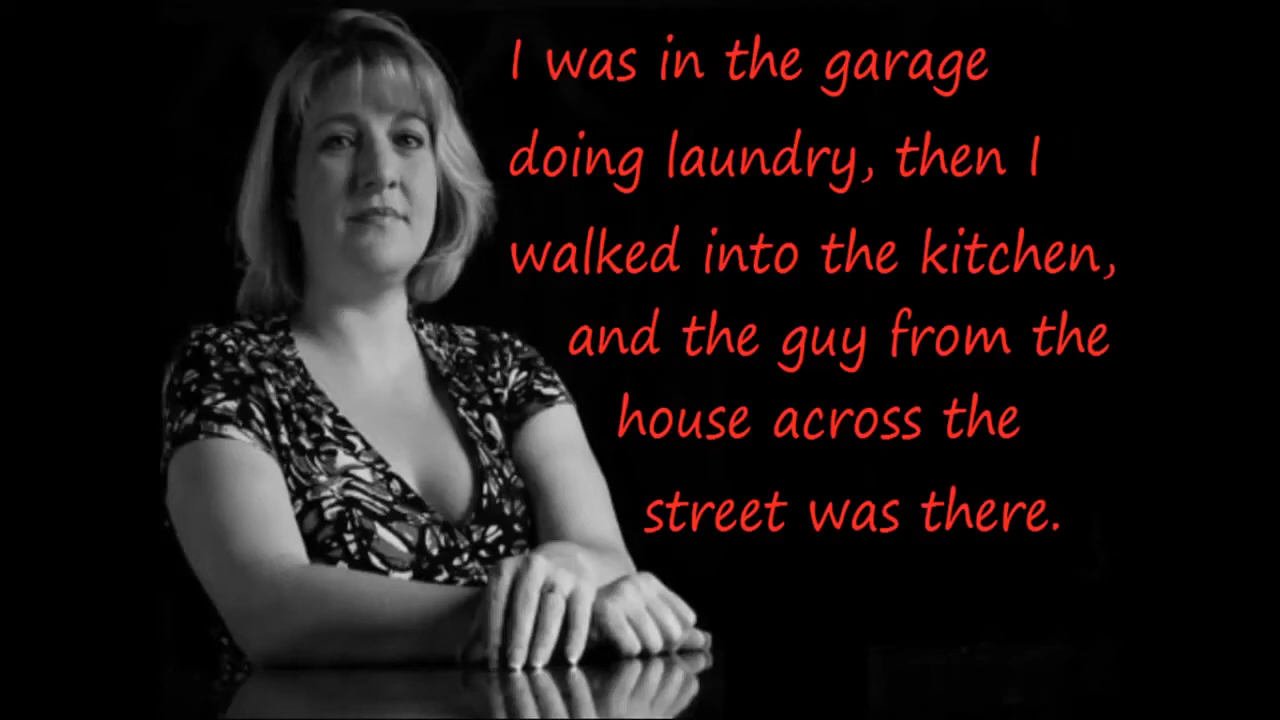 I was in the garage
doing laundry, then I
walked into the kitchen,
and the guy from the
house across the
street was there.